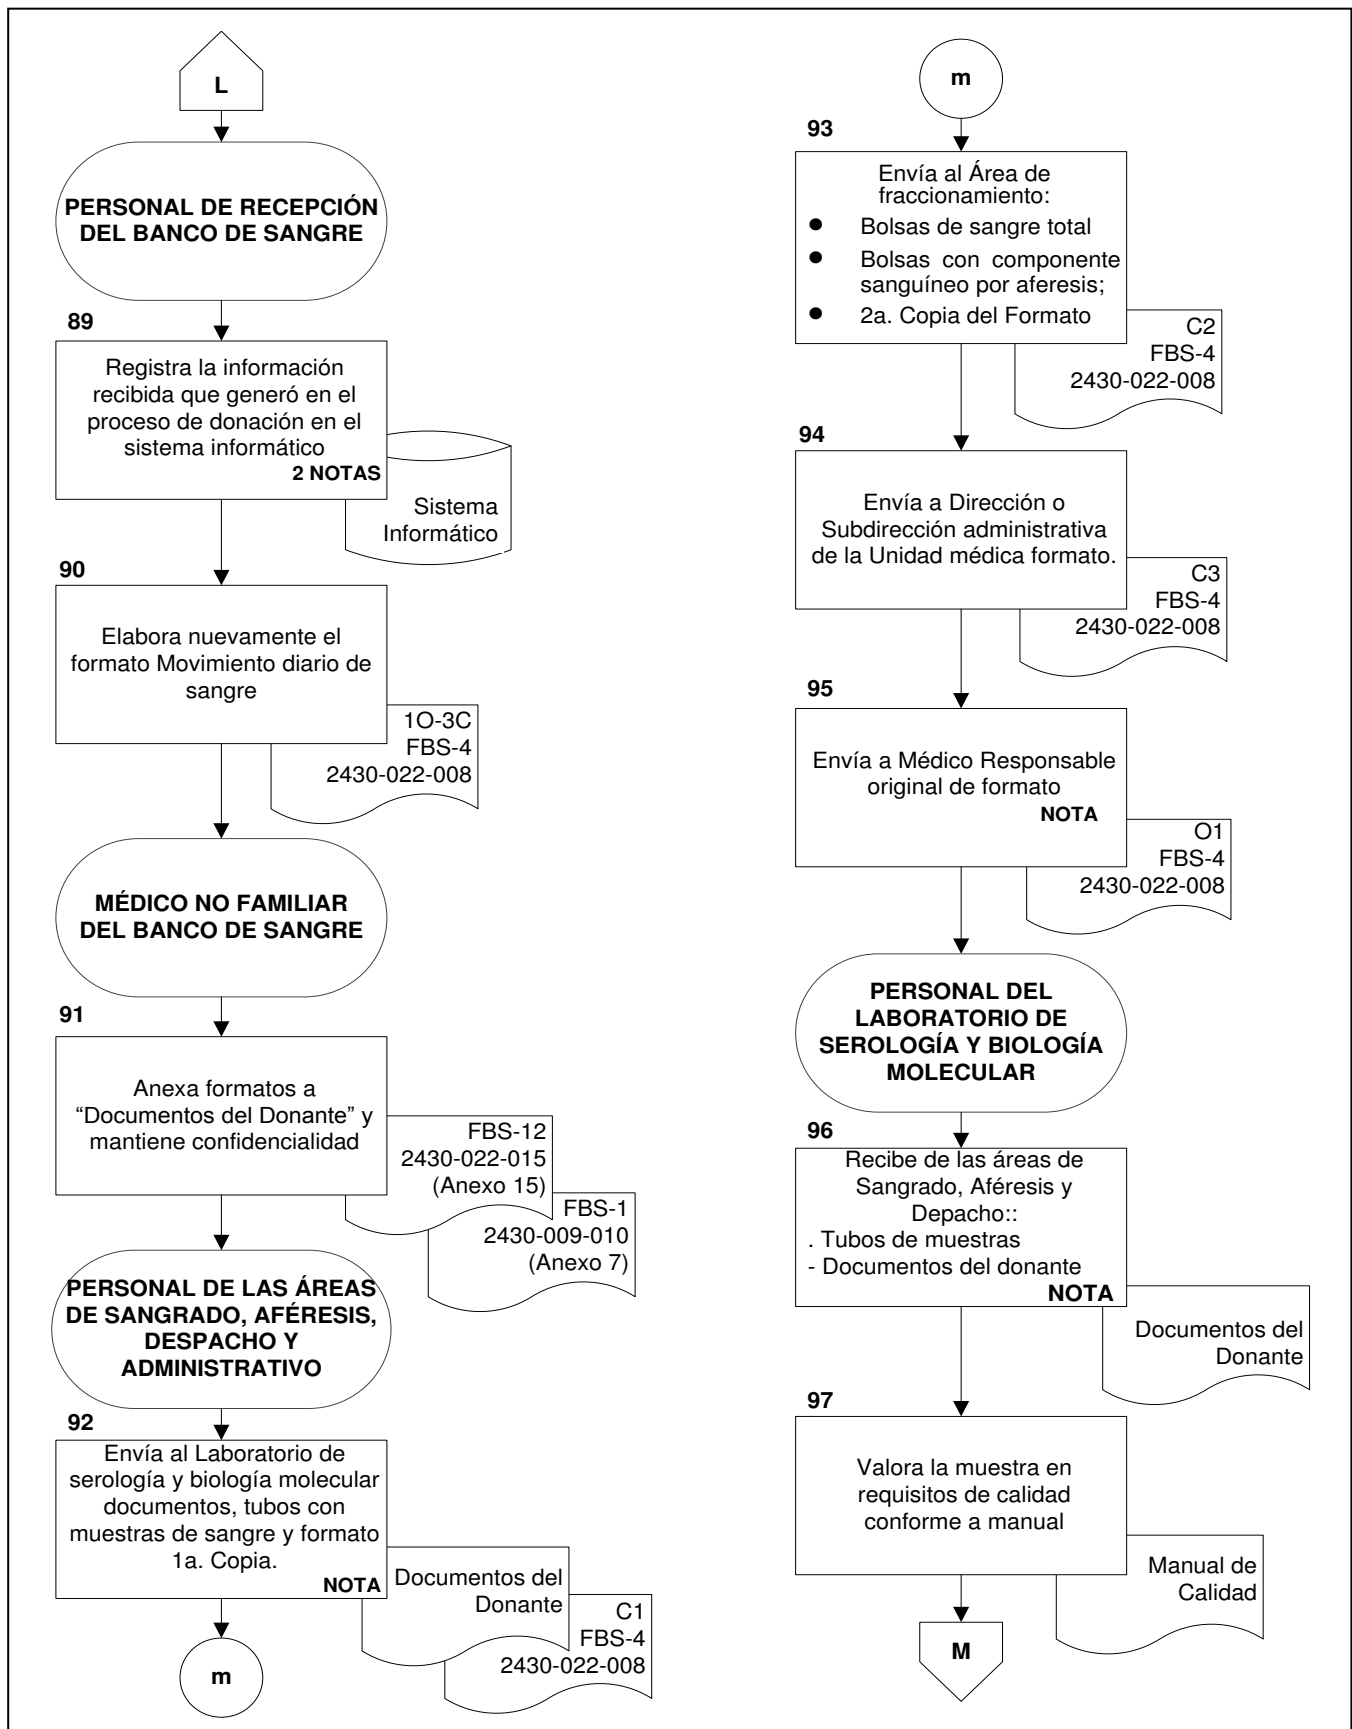 L
PERSONAL DE RECEPCIÓN
DEL BANCO DE SANGRE
89
Registra la información
recibida que generó en el
proceso de donación en el
sistema informático
2 NOTAS
Sistema
Informático
90
Elabora nuevamente el
formato Movimiento diario de
sangre
1O-3C
FBS-4
2430-022-008
MÉDICO NO FAMILIAR
DEL BANCO DE SANGRE
91
Anexa formatos a
“Documentos del Donante” y
mantiene confidencialidad
FBS-12
2430-022-015
(Anexo 15)
FBS-1
2430-009-010
(Anexo 7)
PERSONAL DE LAS ÁREAS
DE SANGRADO, AFÉRESIS,
DESPACHO Y
ADMINISTRATIVO
92
Envía al Laboratorio de
serología y biología molecular
documentos, tubos con
muestras de sangre y formato
1a. Copia.
NOTA
Documentos del
Donante
C1
FBS-4
2430-022-008
m
m
93
Envía al Área de
fraccionamiento:
● Bolsas de sangre total
● Bolsas con componente
sanguíneo por aferesis;
● 2a. Copia del Formato
C2
FBS-4
2430-022-008
94
Envía a Dirección o
Subdirección administrativa
de la Unidad médica formato.
C3
FBS-4
2430-022-008
95
Envía a Médico Responsable
original de formato
NOTA
O1
FBS-4
2430-022-008
PERSONAL DEL
LABORATORIO DE
SEROLOGÍA Y BIOLOGÍA
MOLECULAR
96
Recibe de las áreas de
Sangrado, Aféresis y
Depacho::
. Tubos de muestras
- Documentos del donante
NOTA
Documentos del
Donante
97
Valora la muestra en
requisitos de calidad
conforme a manual
Manual de
Calidad
M